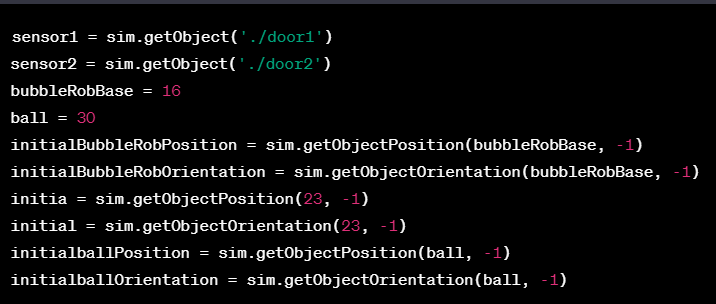 sensor1 = sim.getObject('./door1')
sensor2 = sim.getObject('./door2')
bubbleRobBase = 16
ball = 30
initialBubbleRobPosition = sim.getObjectPosition(bubbleRobBase, -1)
initialBubbleRobOrientation = sim.getObjectOrientation(bubbleRobBase, -1)
initia = sim.getObjectPosition(23, -1)
initial = sim.getObjectOrientation(23, -1)
initialballPosition = sim.getObjectPosition(ball, -1)
initialballOrientation = sim.getObjectOrientation(ball, -1)